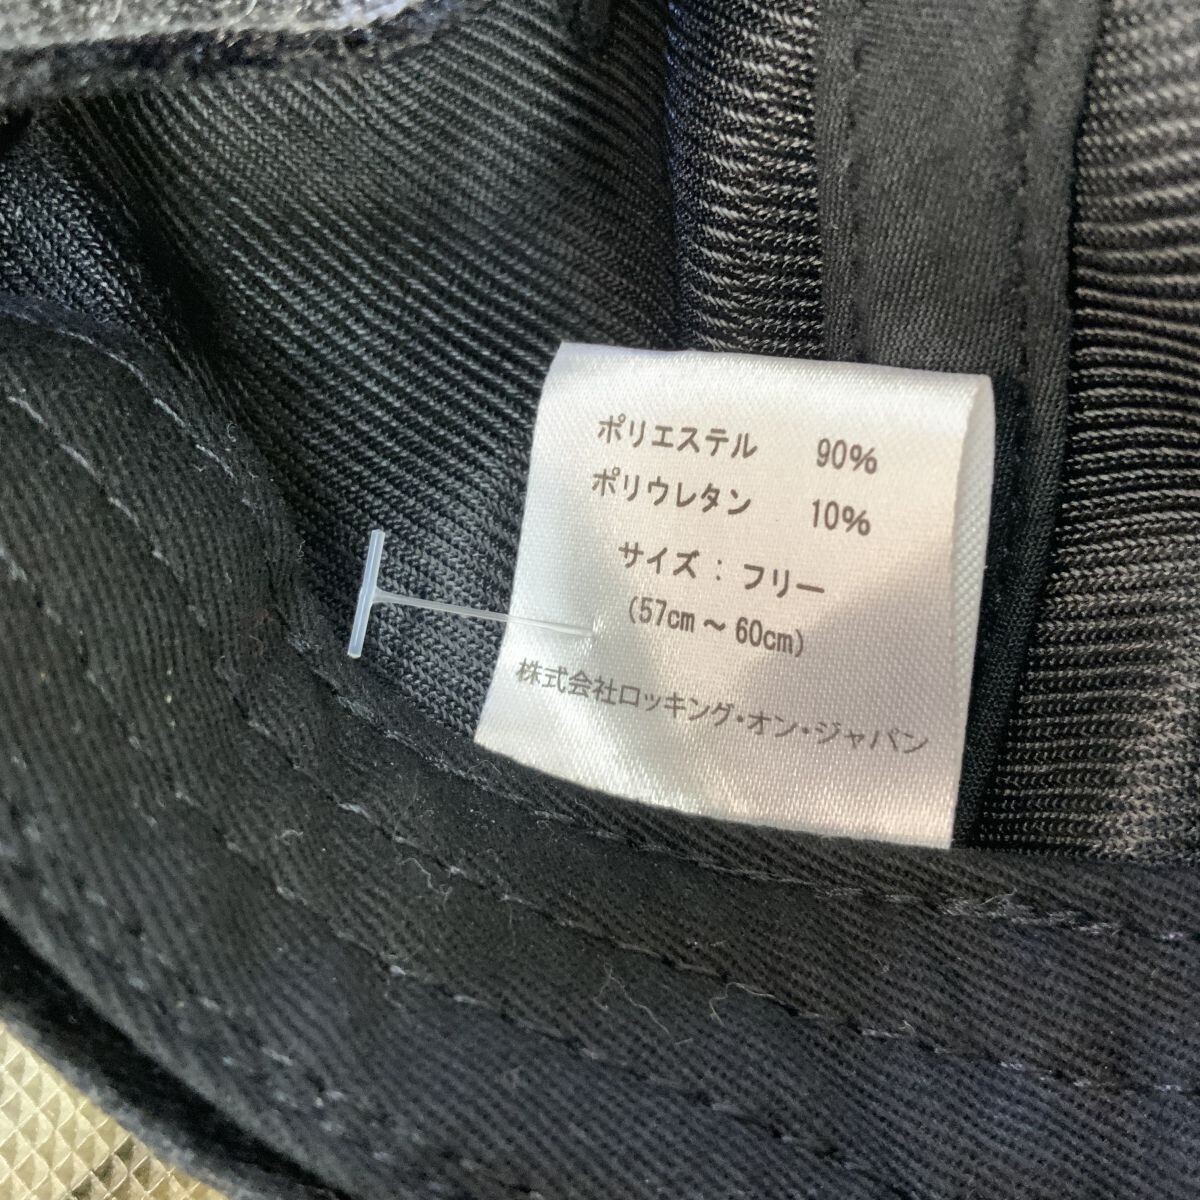 ポリエステル 90%
ポリウレタン 10%
サイズ：フリー
(57cm～60cm)
株式会社ロッキング・オン・ジャパン